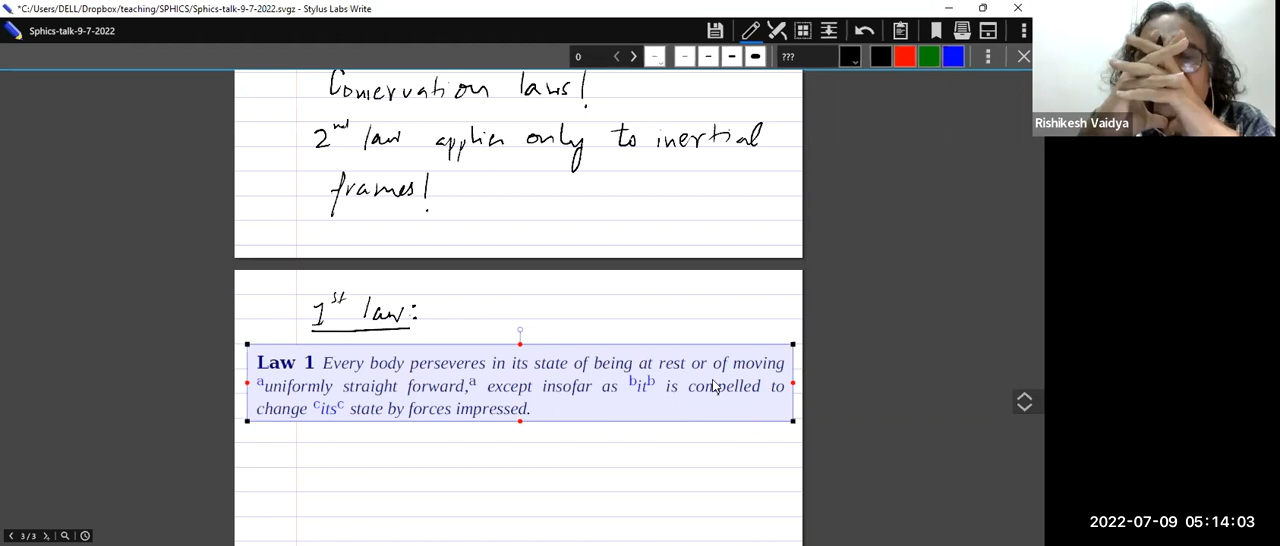 *C:/Users/DELL/Dropbox/teaching/SPHICS/Sphics-talk-9-7-2022.svgz - Stylus Labs Write
Sphics-talk-9-7-2022
0
???
Rishikesh Vaidya
Conservation laws!
2nd law applies only to inertial
frames!
1st law:
Law 1 Every body perseveres in its state of being at rest or of moving
auniformly straight forward,a except insofar as bitb is compelled to
change citsc state by forces impressed.
3/3
2022-07-09 05:14:03